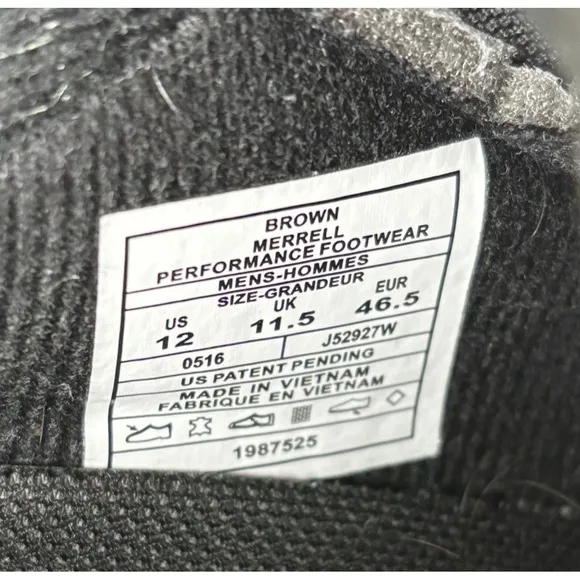 BROWN
MERRELL
PERFORMANCE FOOTWEAR
MENS-HOMMES
SIZE-GRANDEUR
US UK EUR
12 11.5 46.5
0516 J52927W
US PATENT PENDING
MADE IN VIETNAM
FABRIQUE EN VIETNAM
1987525